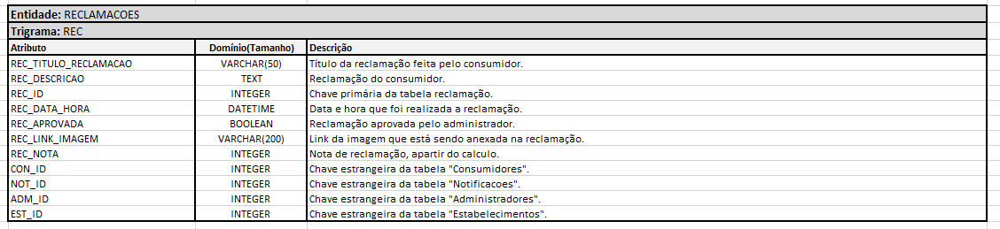 Entidade: RECLAMACOES
Trigrama: REC
Atributo Domínio(Tamanho) Descrição
REC_TITULO_RECLAMACAO VARCHAR(50) Título da reclamação feita pelo consumidor.
REC_DESCRICAO TEXT Reclamação do consumidor.
REC_ID INTEGER Chave primária da tabela reclamação.
REC_DATA_HORA DATETIME Data e hora que foi realizada a reclamação.
REC_APROVADA BOOLEAN Reclamação aprovada pelo administrador.
REC_LINK_IMAGEM VARCHAR(200) Link da imagem que está sendo anexada na reclamação.
REC_NOTA INTEGER Nota de reclamação, apartir do calculo.
CON_ID INTEGER Chave estrangeira da tabela "Consumidores".
NOT_ID INTEGER Chave estrangeira da tabela "Notificacoes".
ADM_ID INTEGER Chave estrangeira da tabela "Administradores".
EST_ID INTEGER Chave estrangeira da tabela "Estabelecimentos".